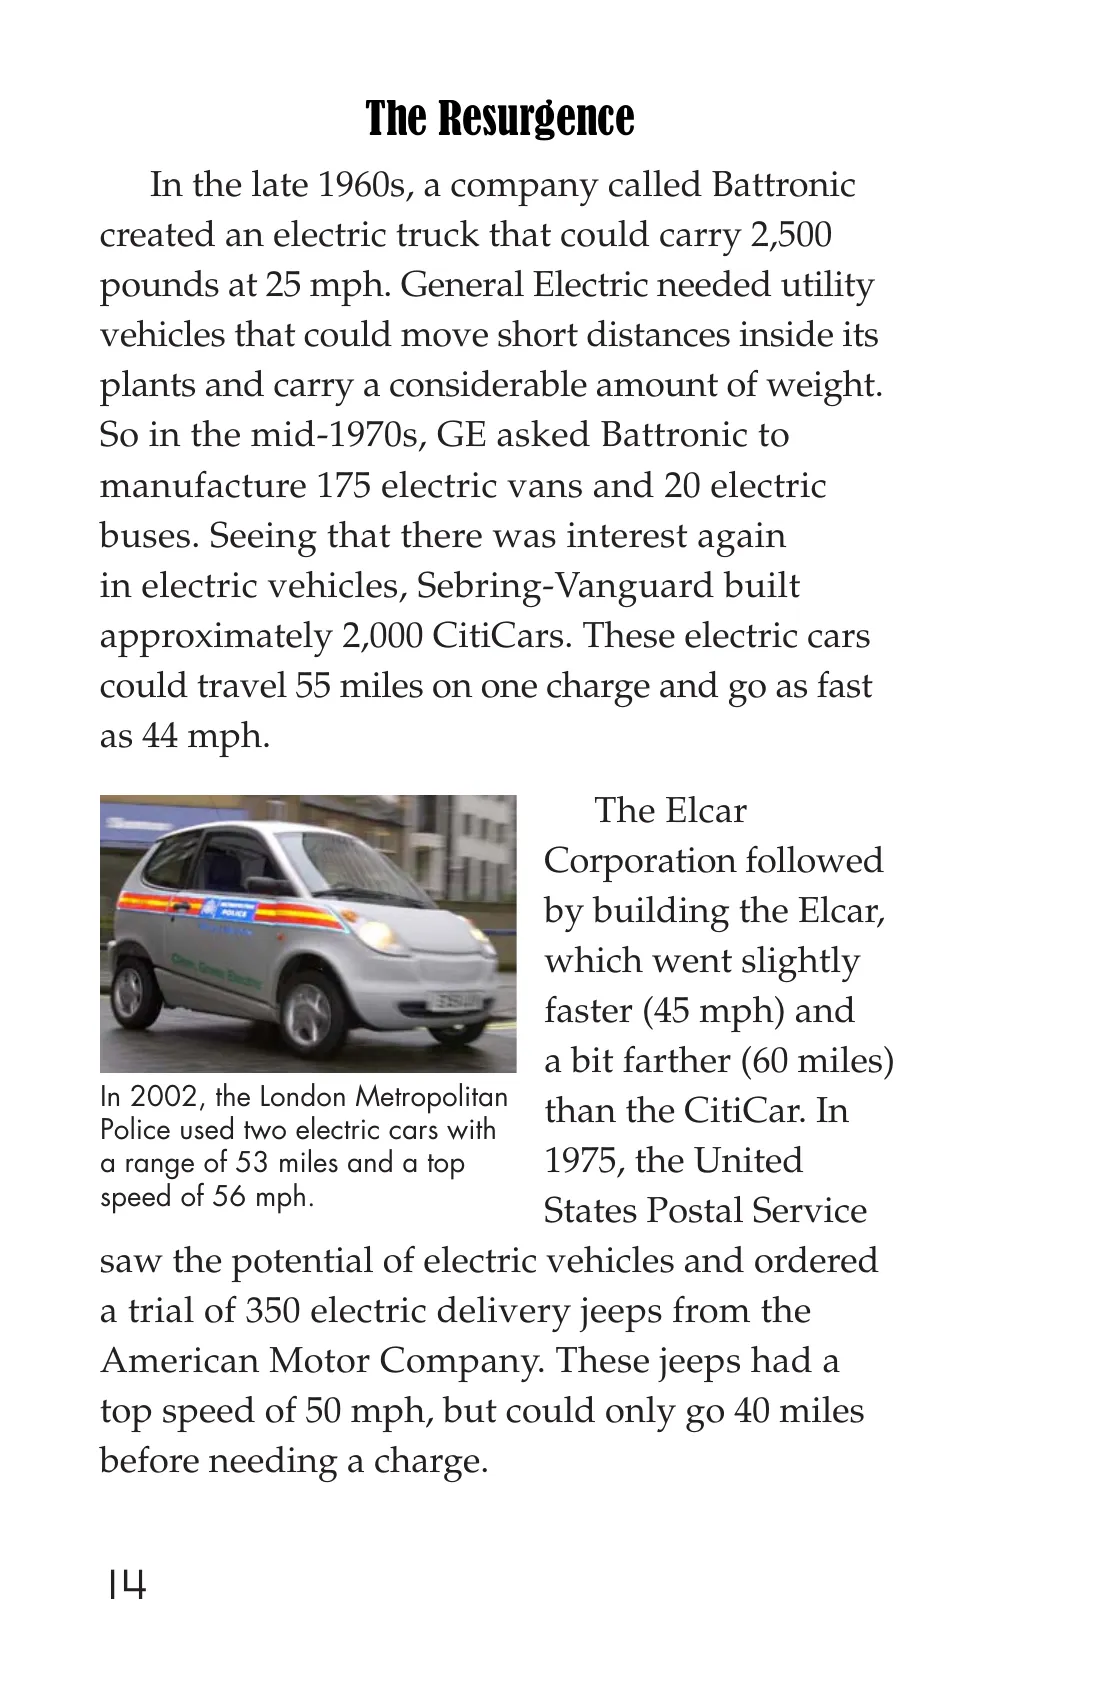 The Resurgence
In the late 1960s, a company called Battronic
created an electric truck that could carry 2,500
pounds at 25 mph. General Electric needed utility
vehicles that could move short distances inside its
plants and carry a considerable amount of weight.
So in the mid-1970s, GE asked Battronic to
manufacture 175 electric vans and 20 electric
buses. Seeing that there was interest again
in electric vehicles, Sebring-Vanguard built
approximately 2,000 CitiCars. These electric cars
could travel 55 miles on one charge and go as fast
as 44 mph.
METROPOLITAN
POLICE
Clean, Green, Electric
In 2002, the London Metropolitan
Police used two electric cars with
a range of 53 miles and a top
speed of 56 mph.
The Elcar
Corporation followed
by building the Elcar,
which went slightly
faster (45 mph) and
a bit farther (60 miles)
than the CitiCar. In
1975, the United
States Postal Service
saw the potential of electric vehicles and ordered
a trial of 350 electric delivery jeeps from the
American Motor Company. These jeeps had a
top speed of 50 mph, but could only go 40 miles
before needing a charge.
14